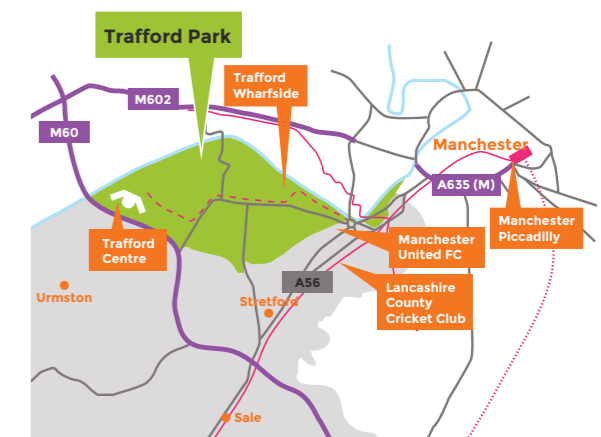 Trafford Park
Trafford
Wharfside
M602
M60
Manchester
A635 (M)
Manchester
Piccadilly
Manchester
United FC
Trafford
Centre
A56
Lancashire
County
Cricket Club
Urmston
Stretford
Sale